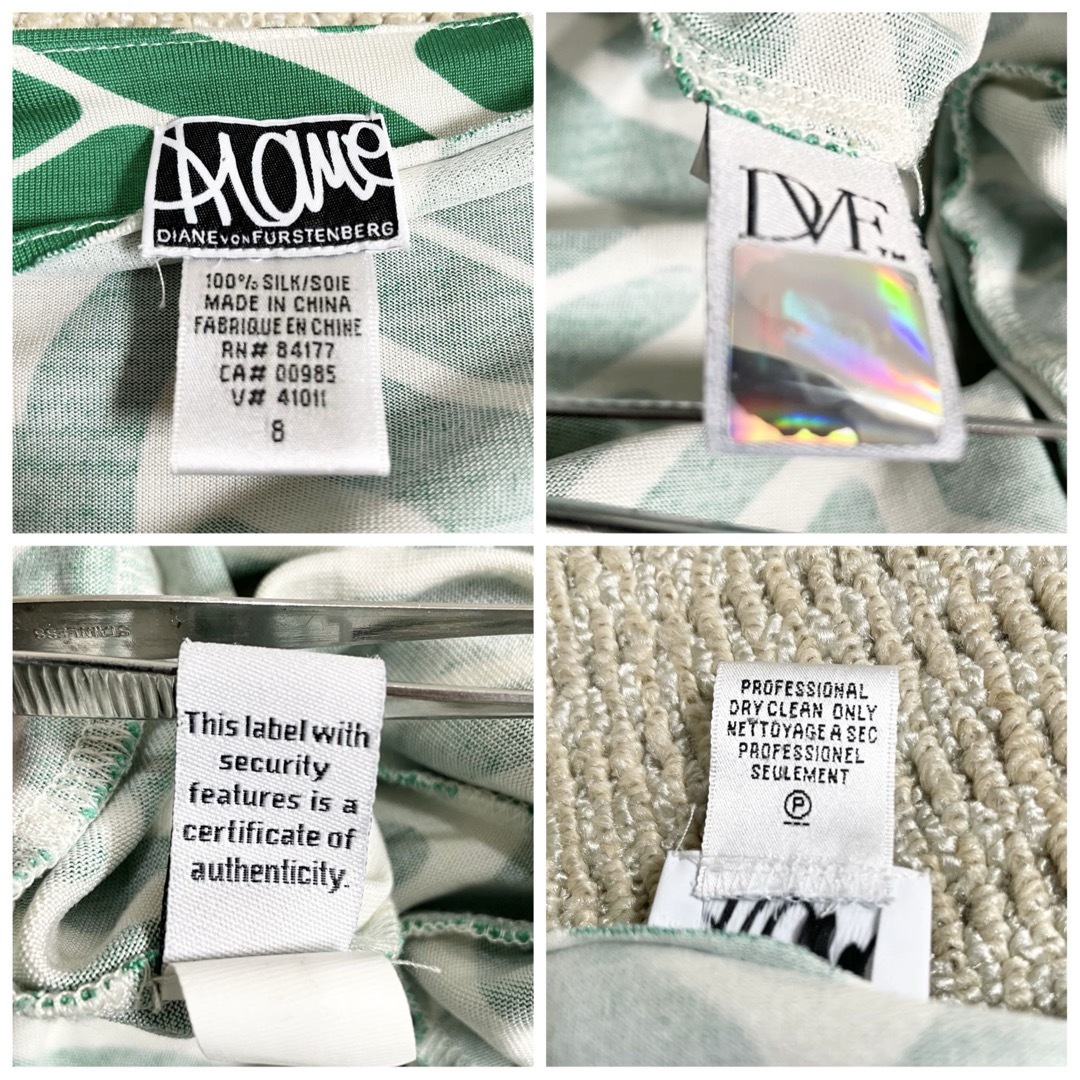 Diane
DIANE VON FURSTENBERG
100% SILK/SOIE
MADE IN CHINA
FABRIQUE EN CHINE
RN# 84177
CA# 00985
V# 41011
8
DVF
TM
This label with
security
features is a
certificate of
authenticity.
PROFESSIONAL
DRY CLEAN ONLY
NETTOYAGE A SEC
PROFESSIONEL
SEULEMENT
P